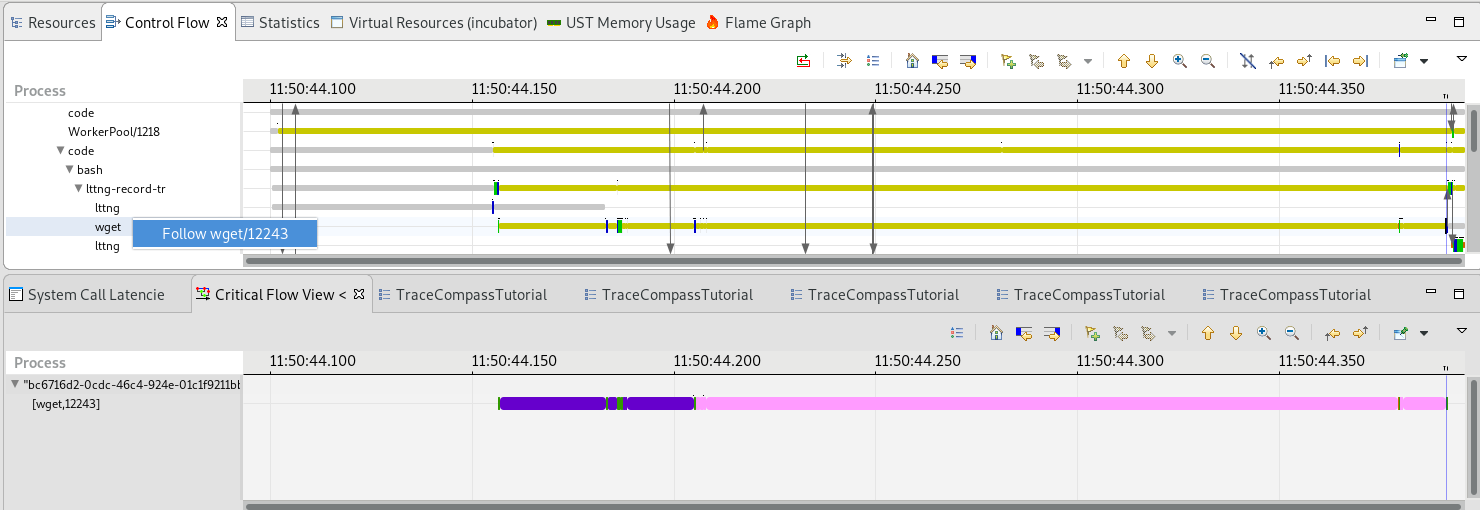 Resources Control Flow Statistics Virtual Resources (incubator) UST Memory Usage Flame Graph
Process 11:50:44.100 11:50:44.150 11:50:44.200 11:50:44.250 11:50:44.300 11:50:44.350
code
WorkerPool/1218
code
bash
lttng-record-tr
lttng
wget
Follow wget/12243
lttng
System Call Latencie Critical Flow View < TraceCompassTutorial TraceCompassTutorial TraceCompassTutorial TraceCompassTutorial TraceCompassTutorial
Process 11:50:44.100 11:50:44.150 11:50:44.200 11:50:44.250 11:50:44.300 11:50:44.350
"bc6716d2-0cdc-46c4-924e-01c1f9211bb
[wget,12243]